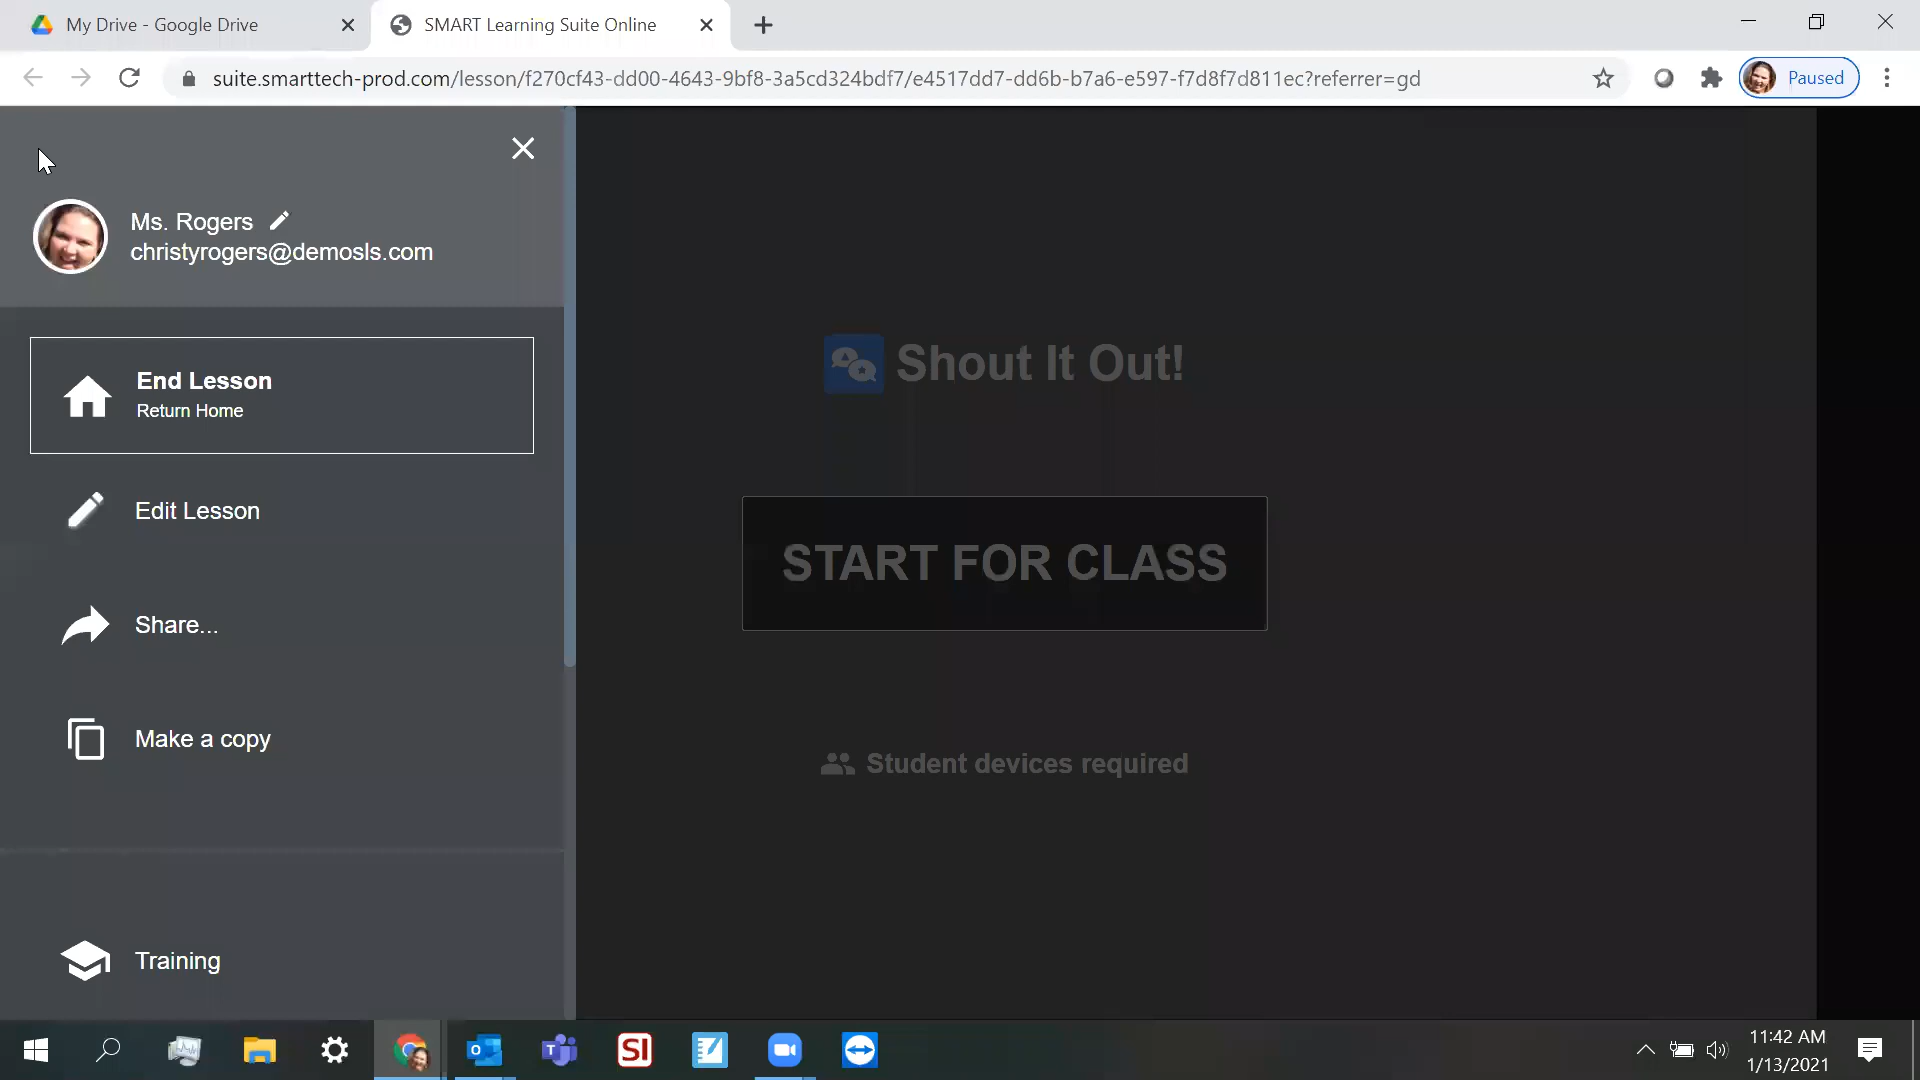 My Drive - Google Drive
SMART Learning Suite Online
suite.smarttech-prod.com/lesson/f270cf43-dd00-4643-9bf8-3a5cd324bdf7/e4517dd7-dd6b-b7a6-e597-f7d8f7d811ec?referrer=gd
Paused
Ms. Rogers
christyrogers@demosls.com
End Lesson
Return Home
Edit Lesson
Share...
Make a copy
Training
Shout It Out!
START FOR CLASS
Student devices required
SI
11:42 AM
1/13/2021